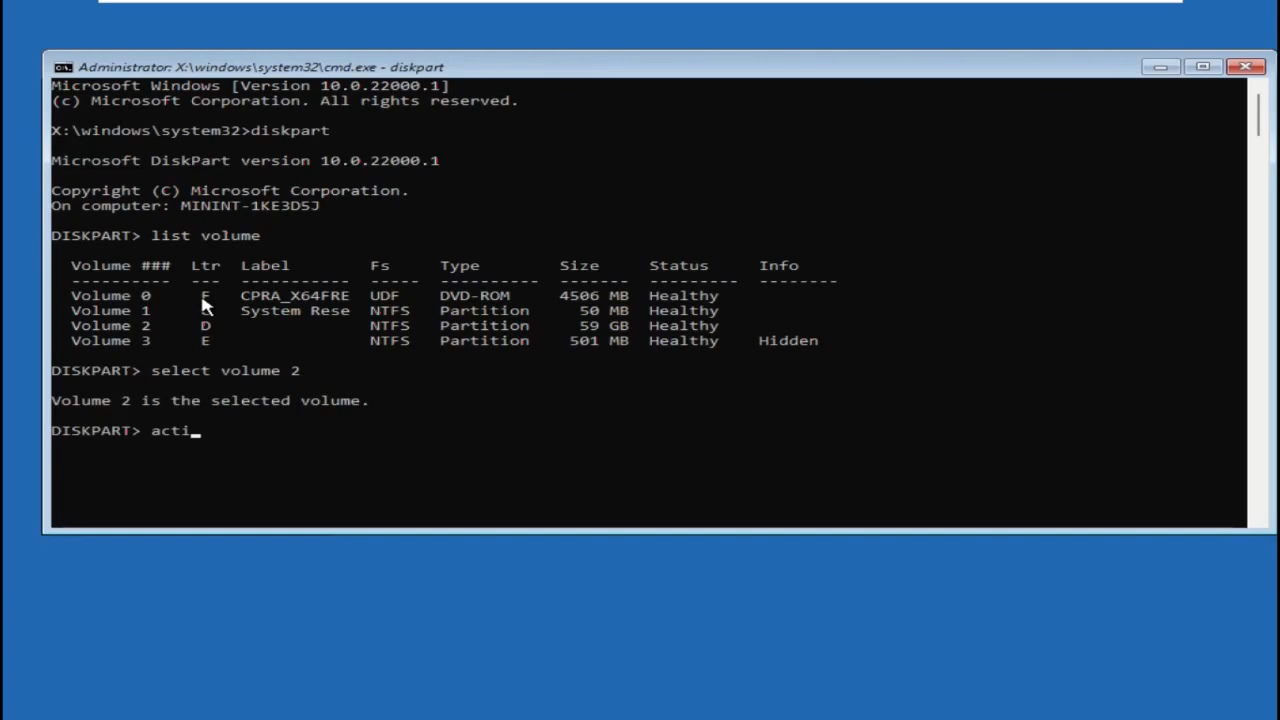 Administrator: X:\windows\system32\cmd.exe - diskpart
Microsoft Windows [Version 10.0.22000.1]
(c) Microsoft Corporation. All rights reserved.
X:\windows\system32>diskpart
Microsoft DiskPart version 10.0.22000.1
Copyright (C) Microsoft Corporation.
On computer: MININT-1KE3D5J
DISKPART> list volume
Volume ### Ltr Label Fs Type Size Status Info
---------- --- ----------- ----- ---------- ------- --------- --------
Volume 0 CPRA_X64FRE UDF DVD-ROM 4506 MB Healthy
Volume 1 System Rese NTFS Partition 50 MB Healthy
Volume 2 D NTFS Partition 59 GB Healthy
Volume 3 E NTFS Partition 501 MB Healthy Hidden
DISKPART> select volume 2
Volume 2 is the selected volume.
DISKPART> acti_